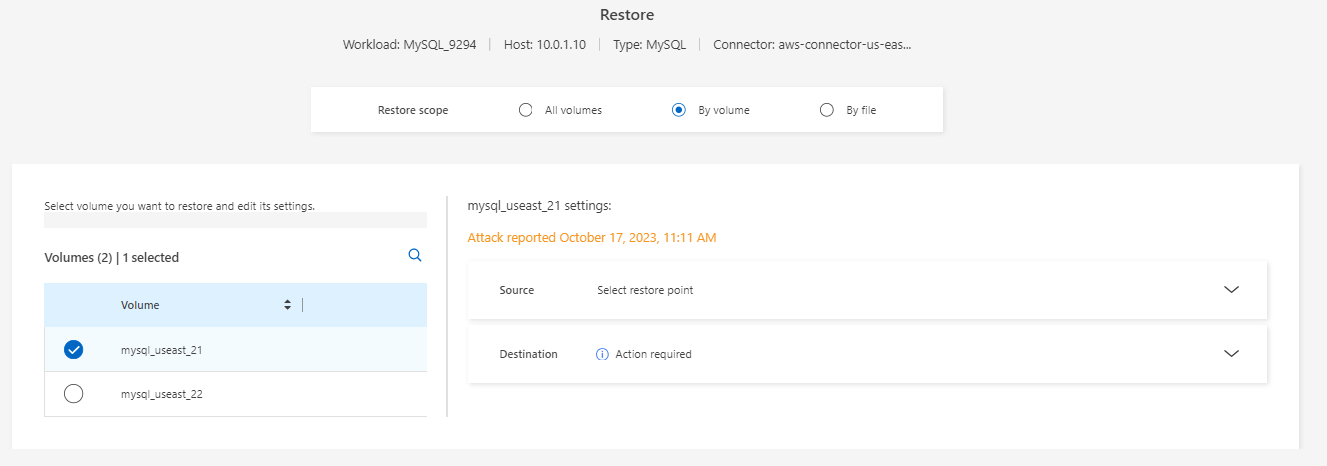 Restore
Workload: MySQL_9294 | Host: 10.0.1.10 | Type: MySQL | Connector: aws-connector-us-eas...
Restore scope All volumes By volume By file
Select volume you want to restore and edit its settings.
Volumes (2) | 1 selected
Volume
mysql_useast_21
mysql_useast_22
mysql_useast_21 settings:
Attack reported October 17, 2023, 11:11 AM
Source Select restore point
Destination Action required